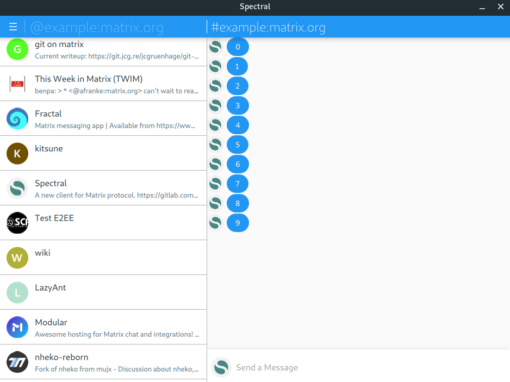 Spectral
@example:matrix.org
#example:matrix.org
G
git on matrix
Current writeup: https://git.jcg.re/jcgruenhage/git-...
This Week in Matrix (TWIM)
benpa: > * <@afranke:matrix.org> can't wait to rea...
Fractal
Matrix messaging app | Available from https://ww...
K
kitsune
Spectral
A new client for Matrix protocol. https://gitlab.com...
SC
Test E2EE
W
wiki
L
LazyAnt
Modular
Awesome hosting for Matrix chat and integrations! ...
nheko-reborn
Fork of nheko from mujx - Discussion about nheko,...
0
1
2
3
4
5
6
7
8
9
Send a Message